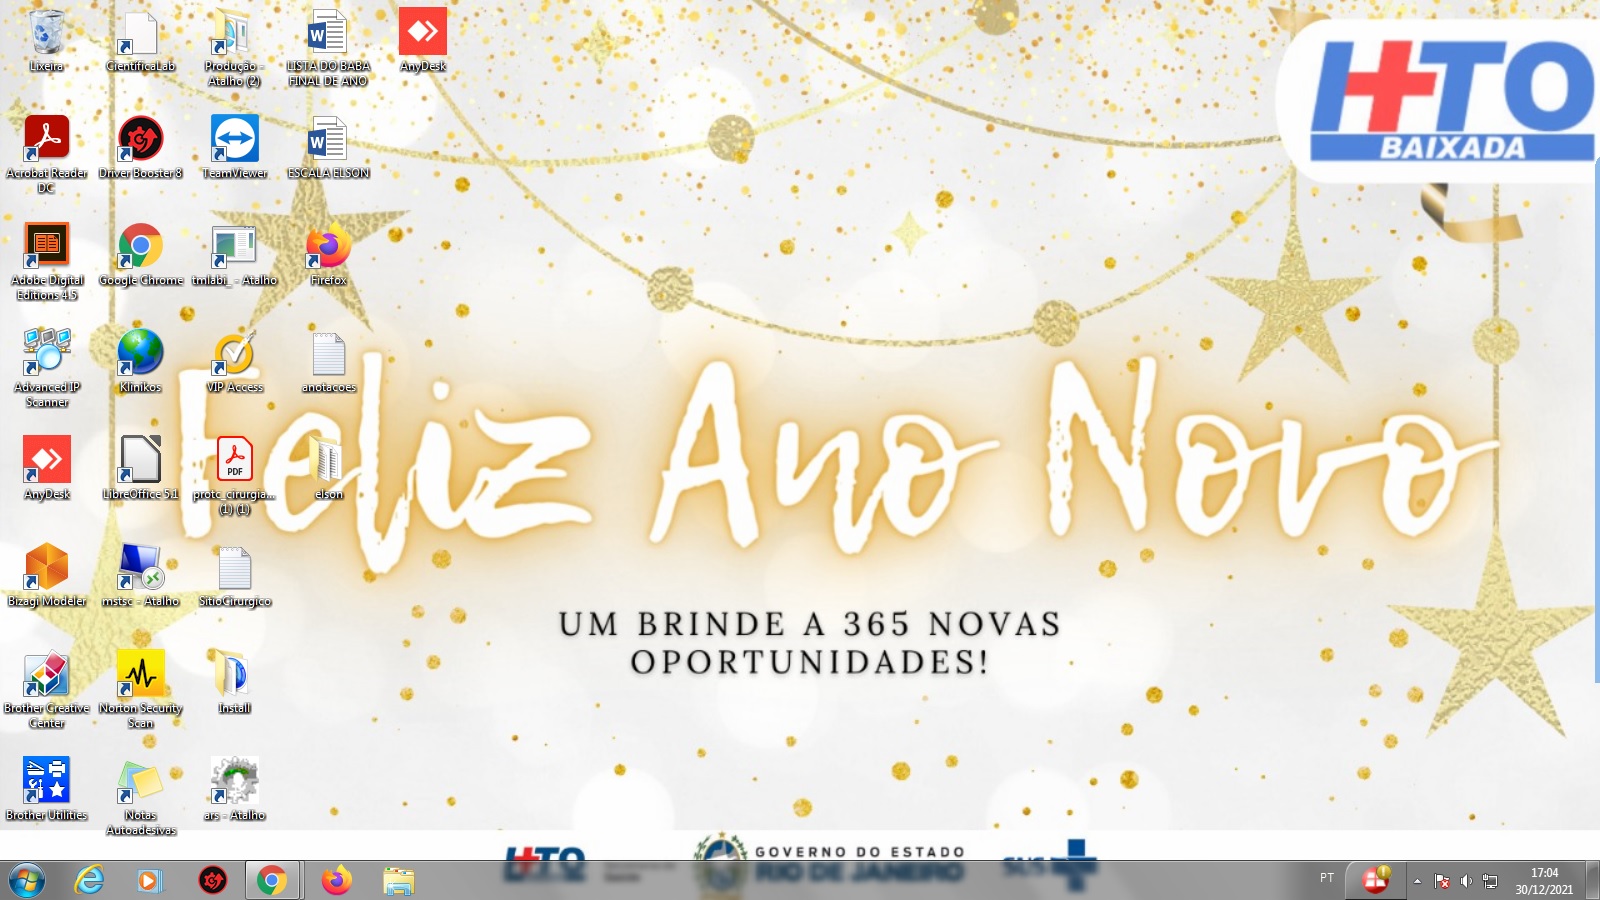 Lixeira
CientíficaLab
Produção -
Atalho (2)
LISTA DO BABA
FINAL DE ANO
AnyDesk
HTO
BAIXADA
Acrobat Reader
DC
Driver Booster 8
TeamViewer
ESCALA ELSON
Adobe Digital
Editions 4.5
Google Chrome
tmlabi_ - Atalho
Firefox
Advanced IP
Scanner
Klinikos
VIP Access
anotacoes
Feliz Ano Novo
AnyDesk
LibreOffice 5.1
PDF
protc_cirurgia...
(1) (1)
elson
Bizagi Modeler
mstsc - Atalho
SitioCirurgico
UM BRINDE A 365 NOVAS
OPORTUNIDADES!
Brother Creative
Center
Norton Security
Scan
Install
Brother Utilities
Notas
Autoadesivas
ars - Atalho
HTO
GOVERNO DO ESTADO
RIO DE JANEIRO
SUS
PT
17:04
30/12/2021